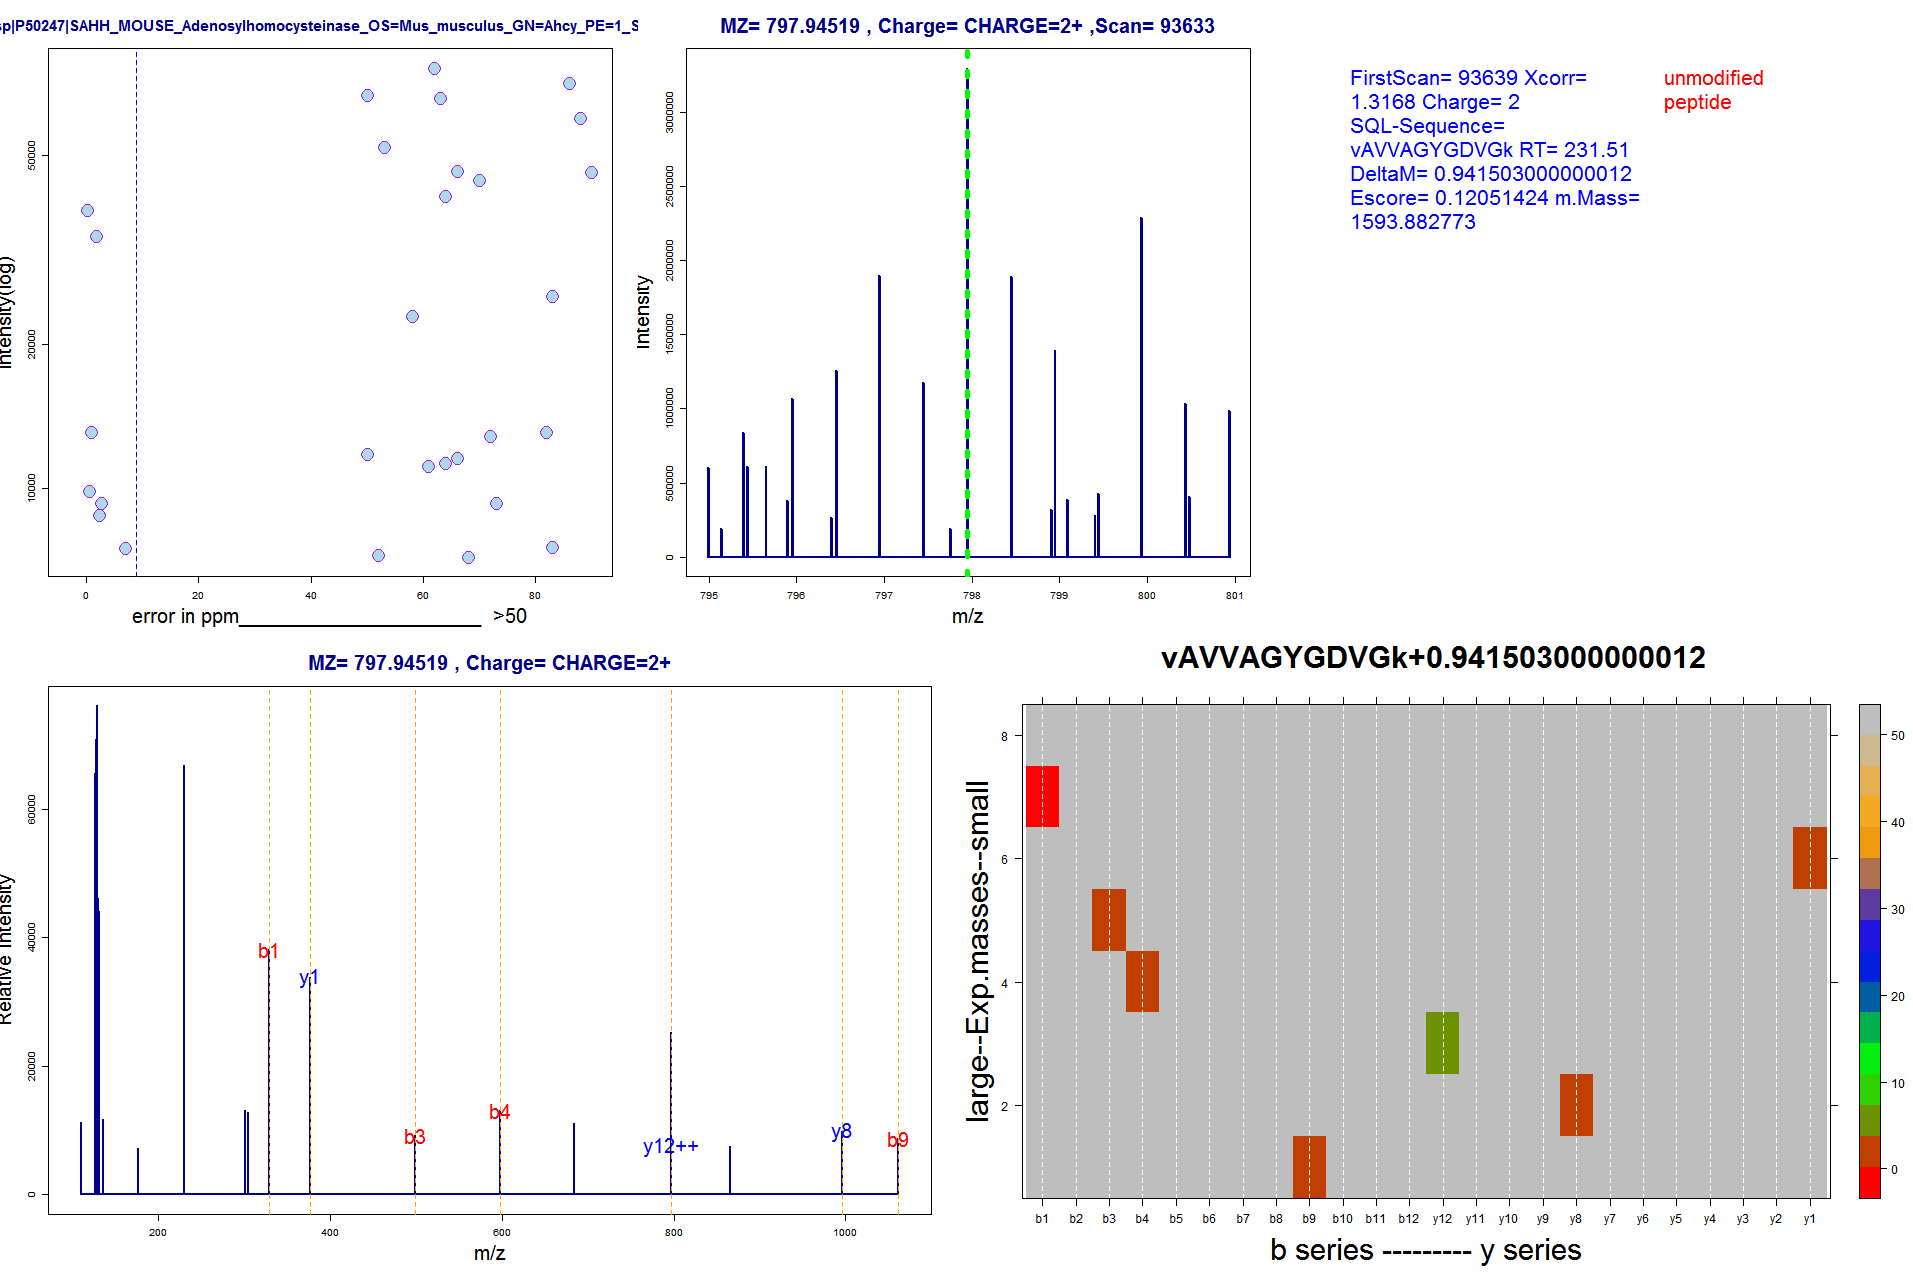 sp|P50247|SAHH_MOUSE_Adenosylhomocysteinase_OS=Mus_musculus_GN=Ahcy_PE=1_S
Intensity(log)
10000
20000
50000
0
20
40
60
80
error in ppm______________________ >50
MZ= 797.94519 , Charge= CHARGE=2+ ,Scan= 93633
Intensity
0
500000
1000000
1500000
2000000
2500000
3000000
795
796
797
798
799
800
801
m/z
FirstScan= 93639 Xcorr=
1.3168 Charge= 2
SQL-Sequence=
vAVVAGYGDVGk RT= 231.51
DeltaM= 0.941503000000012
Escore= 0.12051424 m.Mass=
1593.882773
unmodified
peptide
MZ= 797.94519 , Charge= CHARGE=2+
Relative Intensity
0
20000
40000
60000
b1
y1
b3
b4
y12++
y8
b9
200
400
600
800
1000
m/z
vAVVAGYGDVGk+0.941503000000012
large--Exp.masses--small
8
6
4
2
b1
b2
b3
b4
b5
b6
b7
b8
b9
b10
b11
b12
y12
y11
y10
y9
y8
y7
y6
y5
y4
y3
y2
y1
b series --------- y series
50
40
30
20
10
0